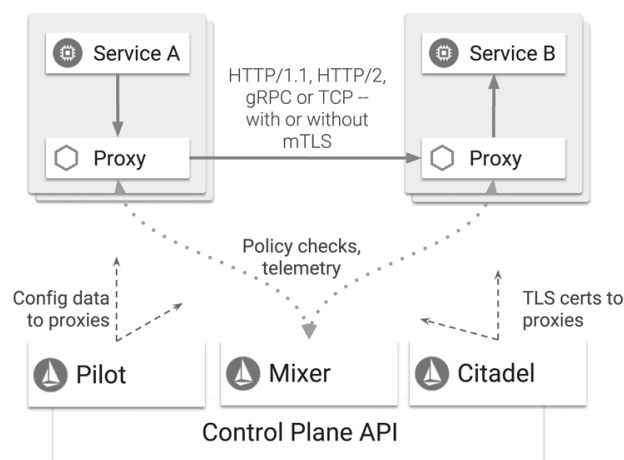 Service A
Service B
HTTP/1.1, HTTP/2,
gRPC or TCP --
with or without
mTLS
Proxy
Proxy
Policy checks,
telemetry
Config data
to proxies
TLS certs to
proxies
Pilot
Mixer
Citadel
Control Plane API